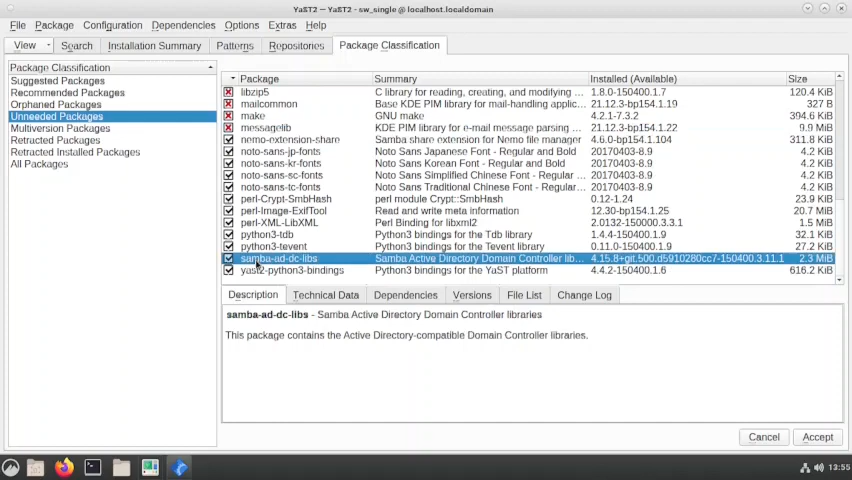 YaST2 — YaST2 - sw_single @ localhost.localdomain
File Package Configuration Dependencies Options Extras Help
View Search Installation Summary Patterns Repositories Package Classification
Package Classification
Suggested Packages
Recommended Packages
Orphaned Packages
Unneeded Packages
Multiversion Packages
Retracted Packages
Retracted Installed Packages
All Packages
Package Summary Installed (Available) Size
libzip5 C library for reading, creating, and modifying ... 1.8.0-150400.1.7 120.4 KiB
mailcommon Base KDE PIM library for mail-handling applic... 21.12.3-bp154.1.19 327 B
make GNU make 4.2.1-7.3.2 394.6 KiB
messagelib KDE PIM library for e-mail message parsing ... 21.12.3-bp154.1.22 9.9 MiB
nemo-extension-share Samba share extension for Nemo file manager 4.6.0-bp154.1.104 311.8 KiB
noto-sans-jp-fonts Noto Sans Japanese Font - Regular and Bold 20170403-8.9 4.2 KiB
noto-sans-kr-fonts Noto Sans Korean Font - Regular and Bold 20170403-8.9 4.2 KiB
noto-sans-sc-fonts Noto Sans Simplified Chinese Font - Regular ... 20170403-8.9 4.2 KiB
noto-sans-tc-fonts Noto Sans Traditional Chinese Font - Regular... 20170403-8.9 4.2 KiB
perl-Crypt-SmbHash perl module Crypt::SmbHash 0.12-1.24 23.9 KiB
perl-Image-ExifTool Read and write meta information 12.30-bp154.1.25 20.7 MiB
perl-XML-LibXML Perl Binding for libxml2 2.0132-150000.3.3.1 1.5 MiB
python3-tdb Python3 bindings for the Tdb library 1.4.4-150400.1.9 32.1 KiB
python3-tevent Python3 bindings for the Tevent library 0.11.0-150400.1.9 27.2 KiB
samba-ad-dc-libs Samba Active Directory Domain Controller lib... 4.15.8+git.500.d5910280cc7-150400.3.11.1 2.3 MiB
yast2-python3-bindings Python3 bindings for the YaST platform 4.4.2-150400.1.6 616.2 KiB
Description Technical Data Dependencies Versions File List Change Log
samba-ad-dc-libs - Samba Active Directory Domain Controller libraries
This package contains the Active Directory-compatible Domain Controller libraries.
Cancel Accept
13:55